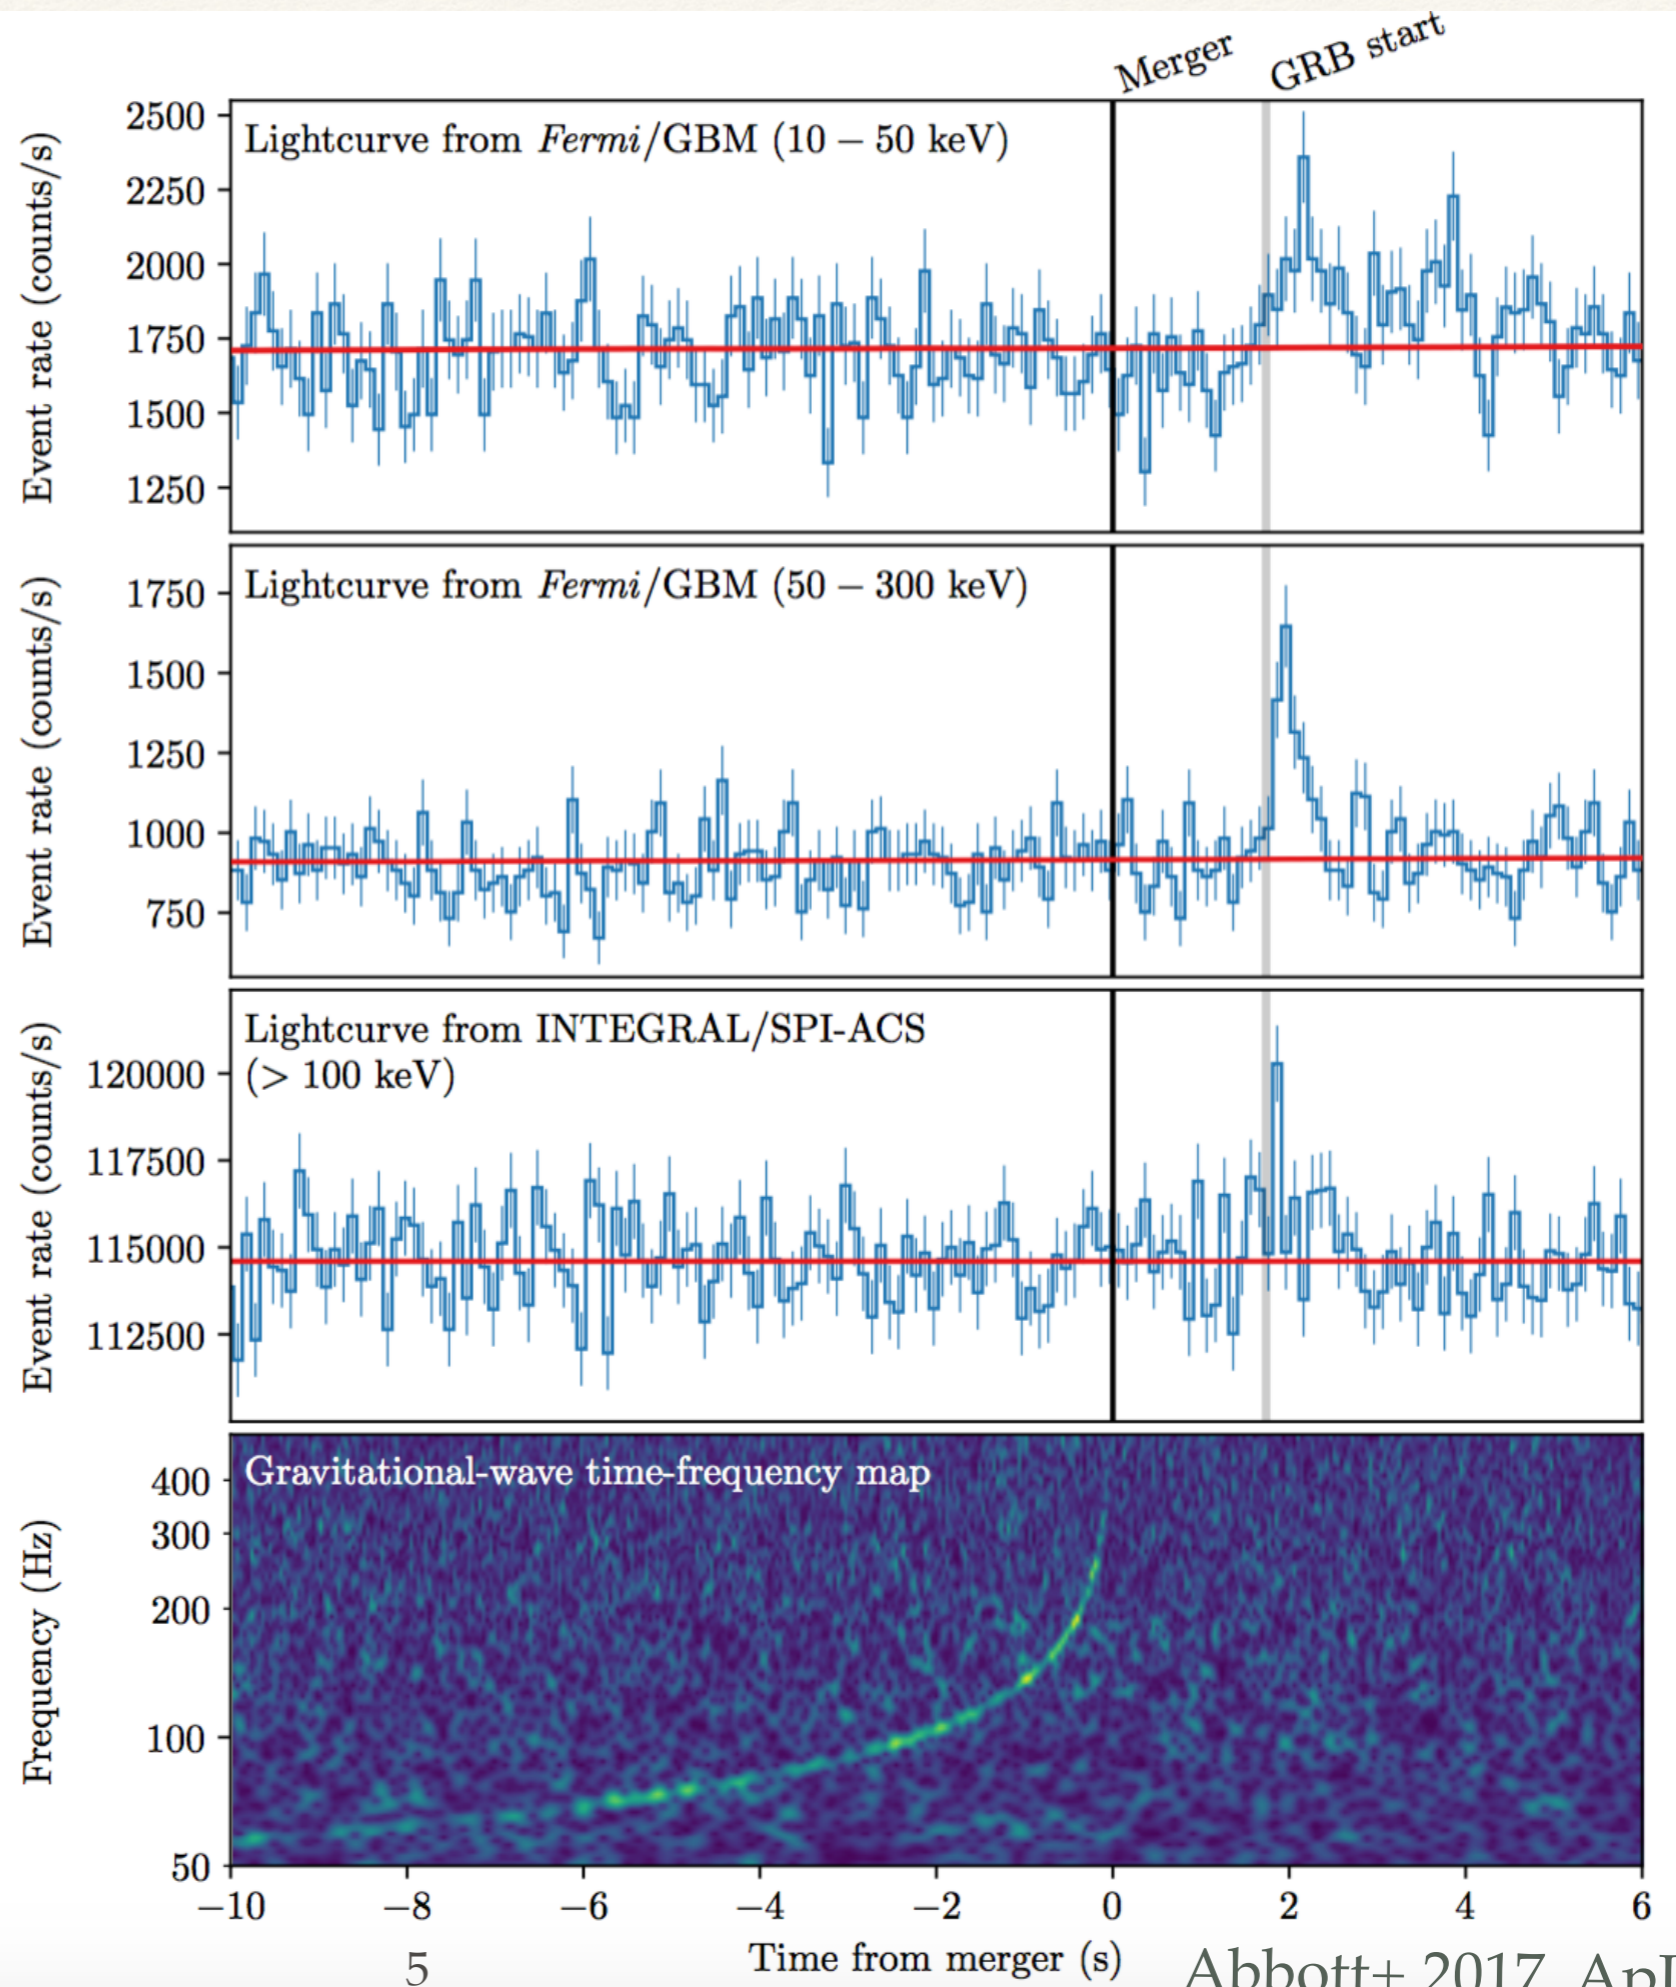 Merger GRB start
2500
Lightcurve from Fermi/GBM (10 – 50 keV)
2250
2000
1750
1500
1250
Event rate (counts/s)
1750
Lightcurve from Fermi/GBM (50 – 300 keV)
1500
1250
1000
750
Event rate (counts/s)
Lightcurve from INTEGRAL/SPI-ACS
(> 100 keV)
120000
117500
115000
112500
Event rate (counts/s)
Gravitational-wave time-frequency map
400
300
200
100
50
Frequency (Hz)
−10 −8 −6 −4 −2 0 2 4 6
Time from merger (s)
5
Abbott+ 2017